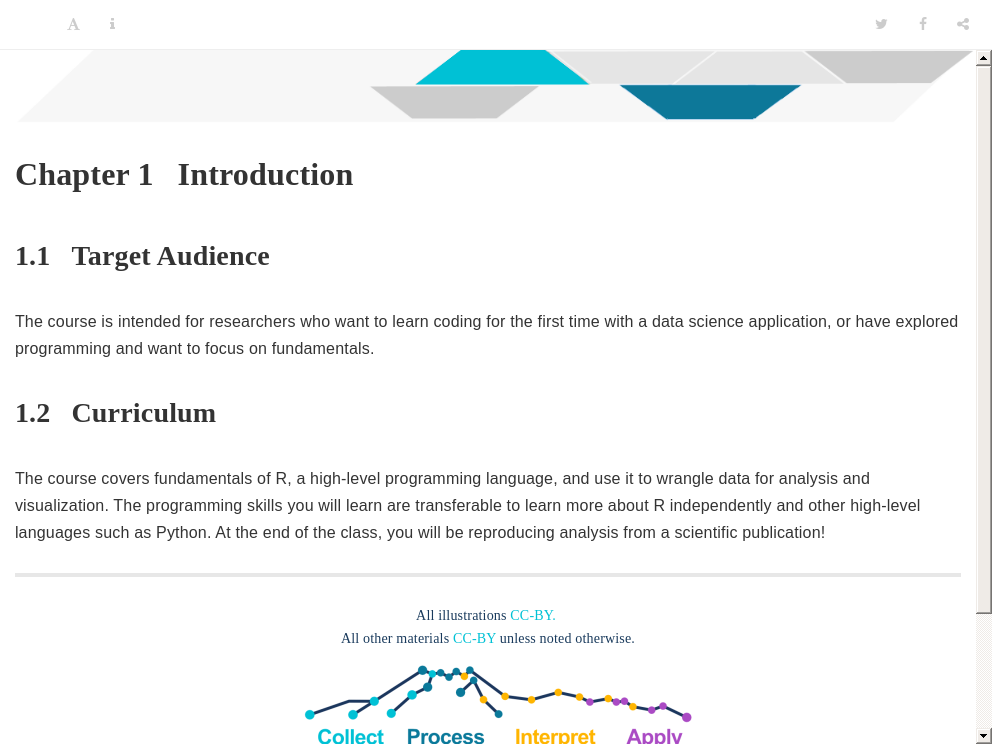 Chapter 1 Introduction
1.1 Target Audience
The course is intended for researchers who want to learn coding for the first time with a data science application, or have explored
programming and want to focus on fundamentals.
1.2 Curriculum
The course covers fundamentals of R, a high-level programming language, and use it to wrangle data for analysis and
visualization. The programming skills you will learn are transferable to learn more about R independently and other high-level
languages such as Python. At the end of the class, you will be reproducing analysis from a scientific publication!
All illustrations CC-BY.
All other materials CC-BY unless noted otherwise.
Collect Process Interpret Apply